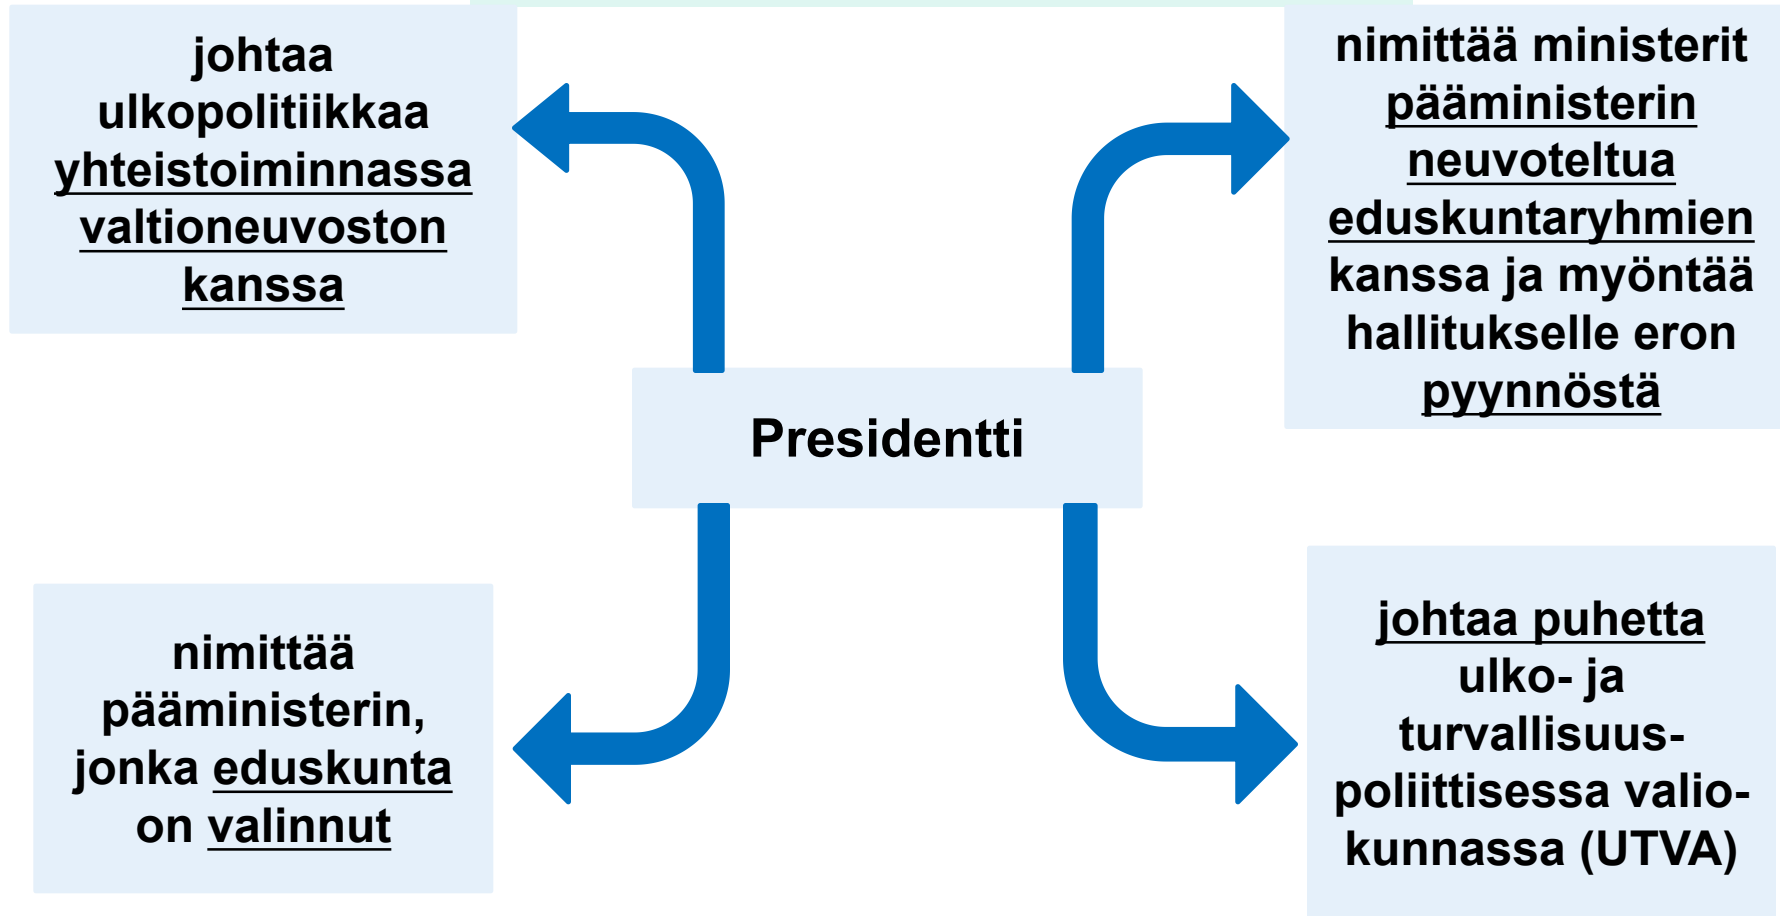 johtaa
ulkopolitiikkaa
yhteistoiminnassa
valtioneuvoston
kanssa
nimittää ministerit
pääministerin
neuvoteltua
eduskuntaryhmien
kanssa ja myöntää
hallitukselle eron
pyynnöstä
Presidentti
nimittää
pääministerin,
jonka eduskunta
on valinnut
johtaa puhetta
ulko- ja
turvallisuus-
poliittisessa valio-
kunnassa (UTVA)